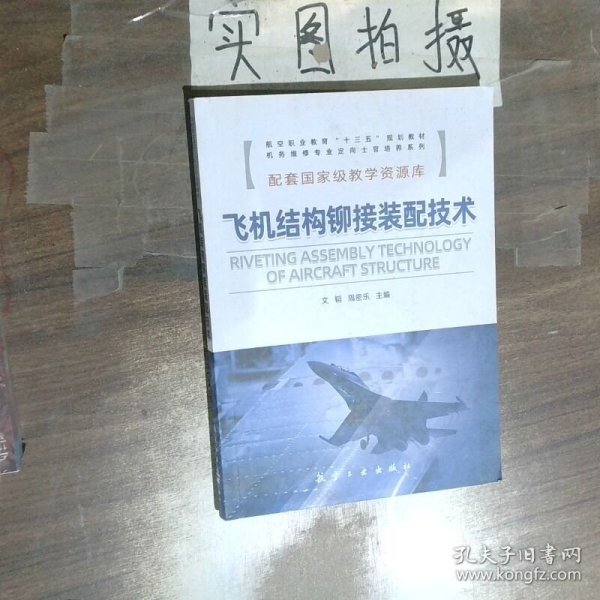 实图拍摄
航空职业教育“十三五”规划教材
机务维修专业定向士官培养系列
配套国家级教学资源库
飞机结构铆接装配技术
RIVETING ASSEMBLY TECHNOLOGY
OF AIRCRAFT STRUCTURE
文韬 周密乐 主编
航空工业出版社
孔夫子旧书网
www.kongfz.com